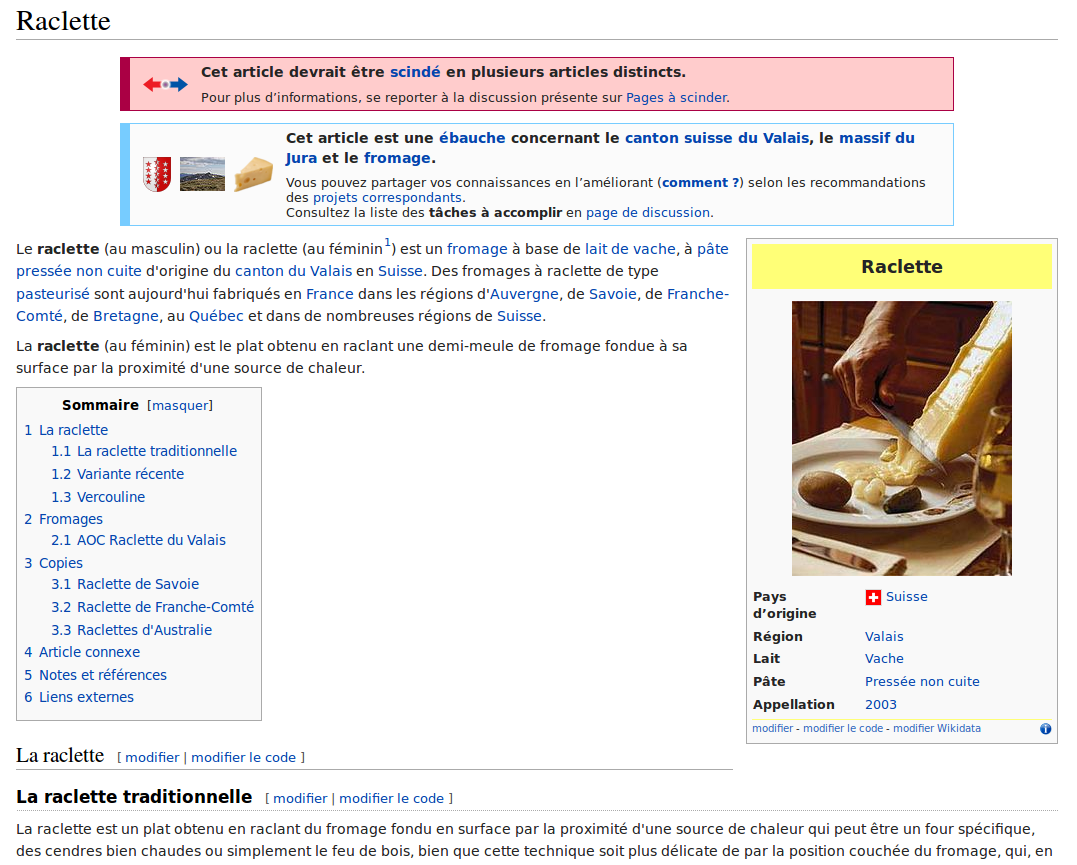 Raclette
Cet article devrait être scindé en plusieurs articles distincts.
Pour plus d’informations, se reporter à la discussion présente sur Pages à scinder.
Cet article est une ébauche concernant le canton suisse du Valais, le massif du
Jura et le fromage.
Vous pouvez partager vos connaissances en l’améliorant (comment ?) selon les recommandations
des projets correspondants.
Consultez la liste des tâches à accomplir en page de discussion.
Le raclette (au masculin) ou la raclette (au féminin1) est un fromage à base de lait de vache, à pâte
pressée non cuite d'origine du canton du Valais en Suisse. Des fromages à raclette de type
pasteurisé sont aujourd'hui fabriqués en France dans les régions d'Auvergne, de Savoie, de Franche-
Comté, de Bretagne, au Québec et dans de nombreuses régions de Suisse.
La raclette (au féminin) est le plat obtenu en raclant une demi-meule de fromage fondue à sa
surface par la proximité d'une source de chaleur.
Sommaire [masquer]
1 La raclette
1.1 La raclette traditionnelle
1.2 Variante récente
1.3 Vercouline
2 Fromages
2.1 AOC Raclette du Valais
3 Copies
3.1 Raclette de Savoie
3.2 Raclette de Franche-Comté
3.3 Raclettes d'Australie
4 Article connexe
5 Notes et références
6 Liens externes
Raclette
Pays
d’origine
Suisse
Région Valais
Lait Vache
Pâte Pressée non cuite
Appellation 2003
modifier - modifier le code - modifier Wikidata
La raclette [ modifier | modifier le code ]
La raclette traditionnelle [ modifier | modifier le code ]
La raclette est un plat obtenu en raclant du fromage fondu en surface par la proximité d'une source de chaleur qui peut être un four spécifique,
des cendres bien chaudes ou simplement le feu de bois, bien que cette technique soit plus délicate de par la position couchée du fromage, qui, en